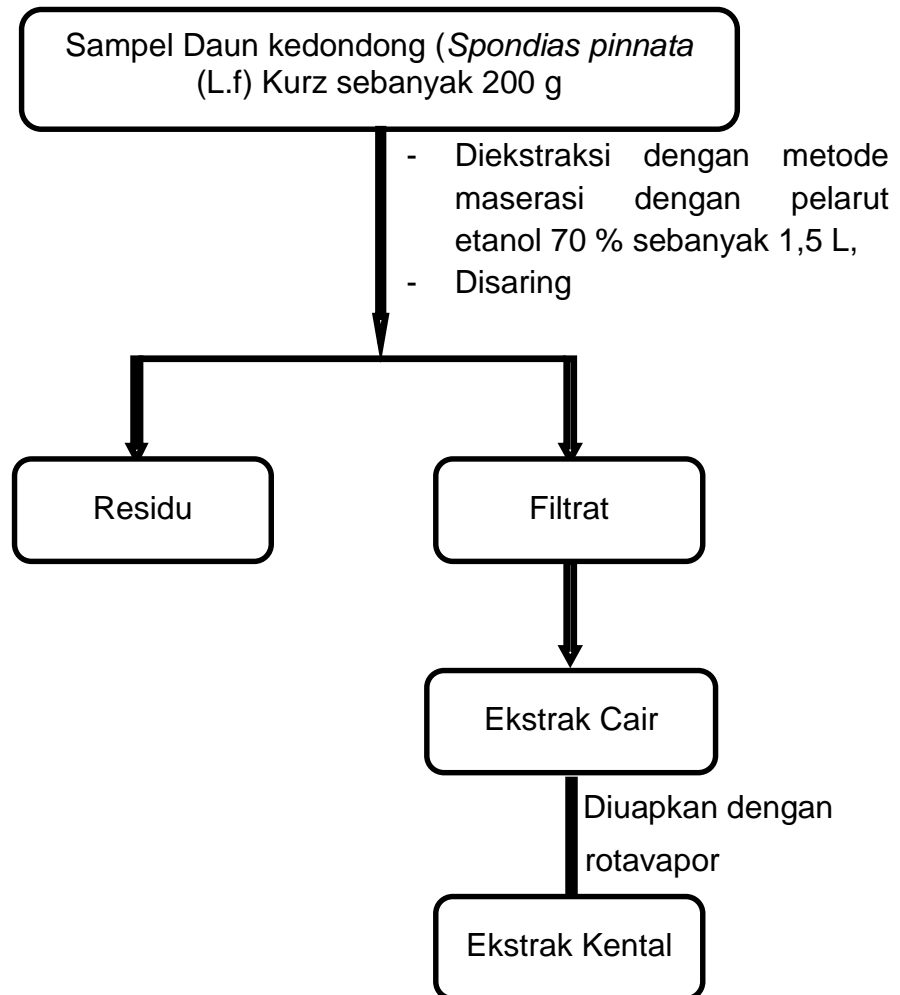 Sampel Daun kedondong (Spondias pinnata
(L.f) Kurz sebanyak 200 g
- Diekstraksi dengan metode
maserasi dengan pelarut
etanol 70 % sebanyak 1,5 L,
- Disaring
Residu
Filtrat
Ekstrak Cair
Diuapkan dengan
rotavapor
Ekstrak Kental